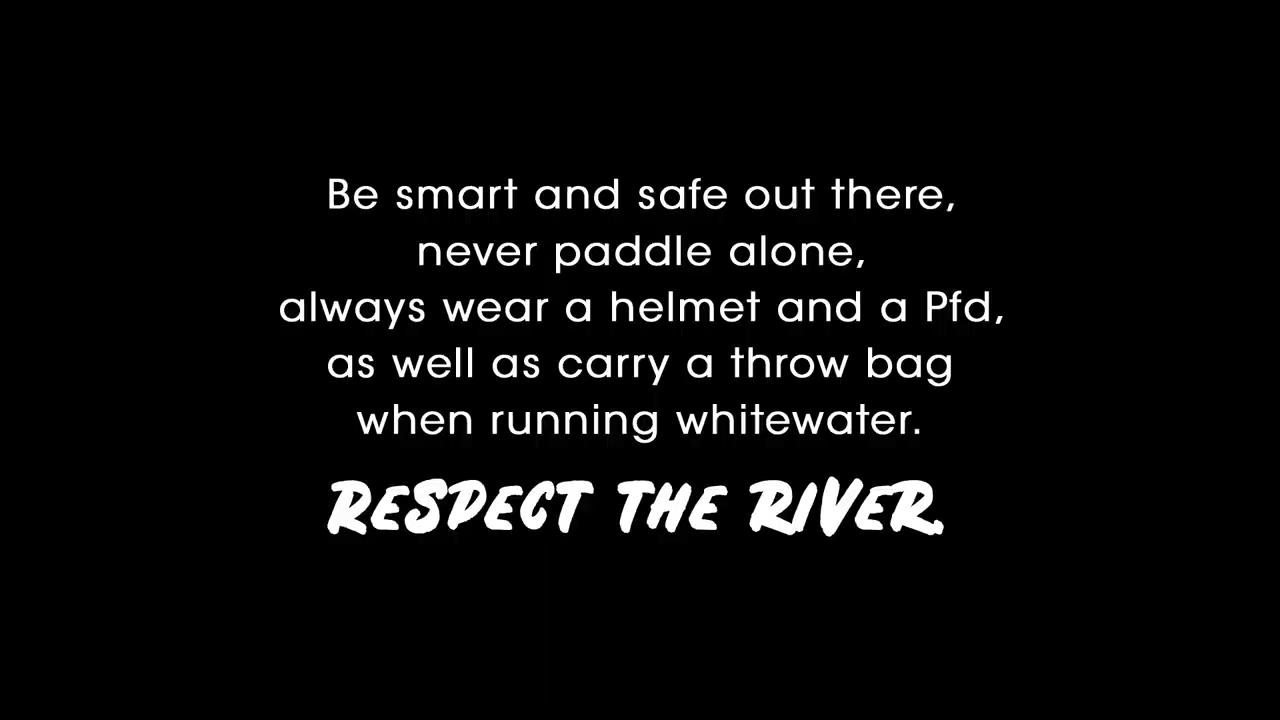 Be smart and safe out there,
never paddle alone,
always wear a helmet and a Pfd,
as well as carry a throw bag
when running whitewater.
RESPECT THE RIVER.